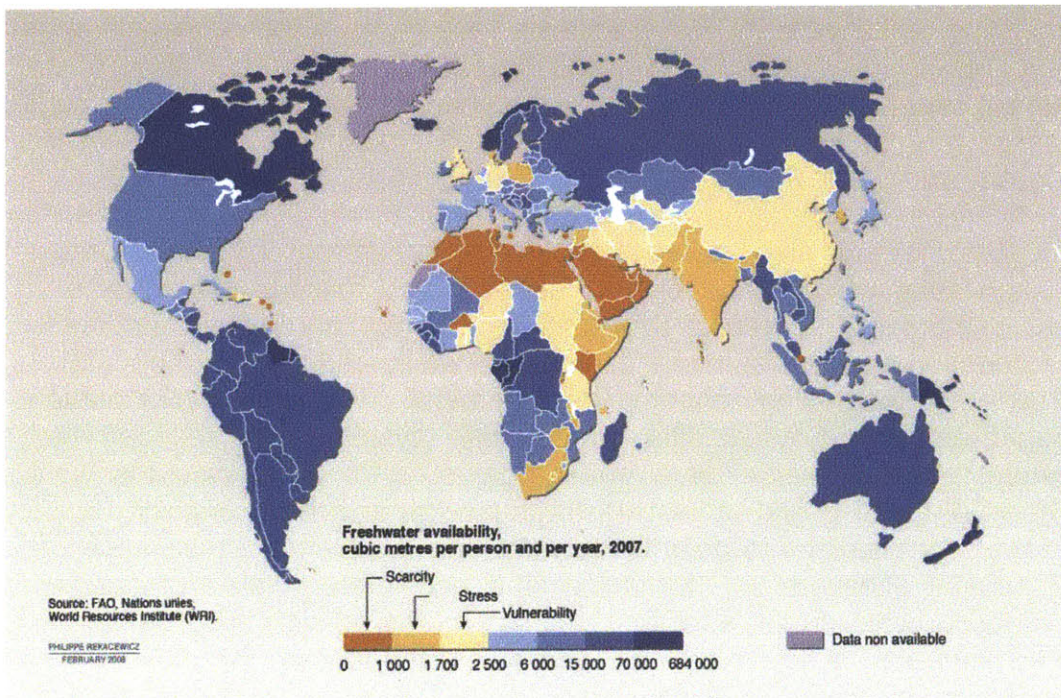 Freshwater availability,
cubic metres per person and per year, 2007.
Scarcity
Stress
Vulnerability
Source: FAO, Nations unies,
World Resources Institute (WRI).
PHILIPPE REKACEWICZ
FEBRUARY 2008
0 1 000 1 700 2 500 6 000 15 000 70 000 684 000
Data non available